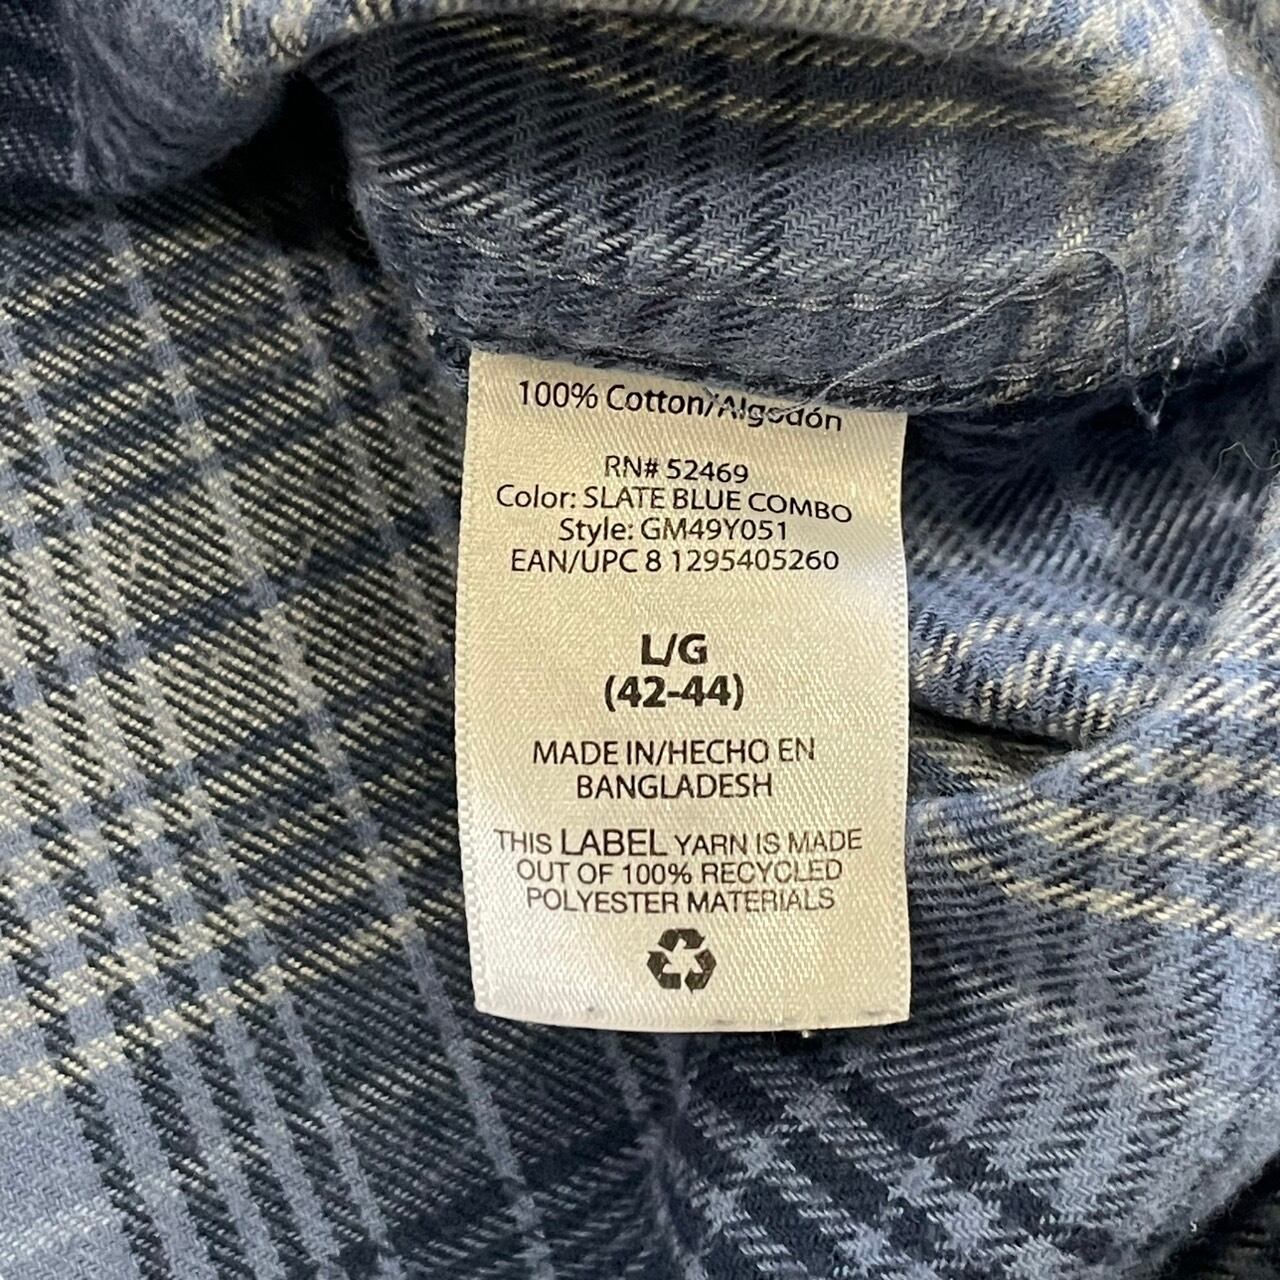 100% Cotton/Algodón
RN# 52469
Color: SLATE BLUE COMBO
Style: GM49Y051
EAN/UPC 8 1295405260
L/G
(42-44)
MADE IN/HECHO EN
BANGLADESH
THIS LABEL YARN IS MADE
OUT OF 100% RECYCLED
POLYESTER MATERIALS